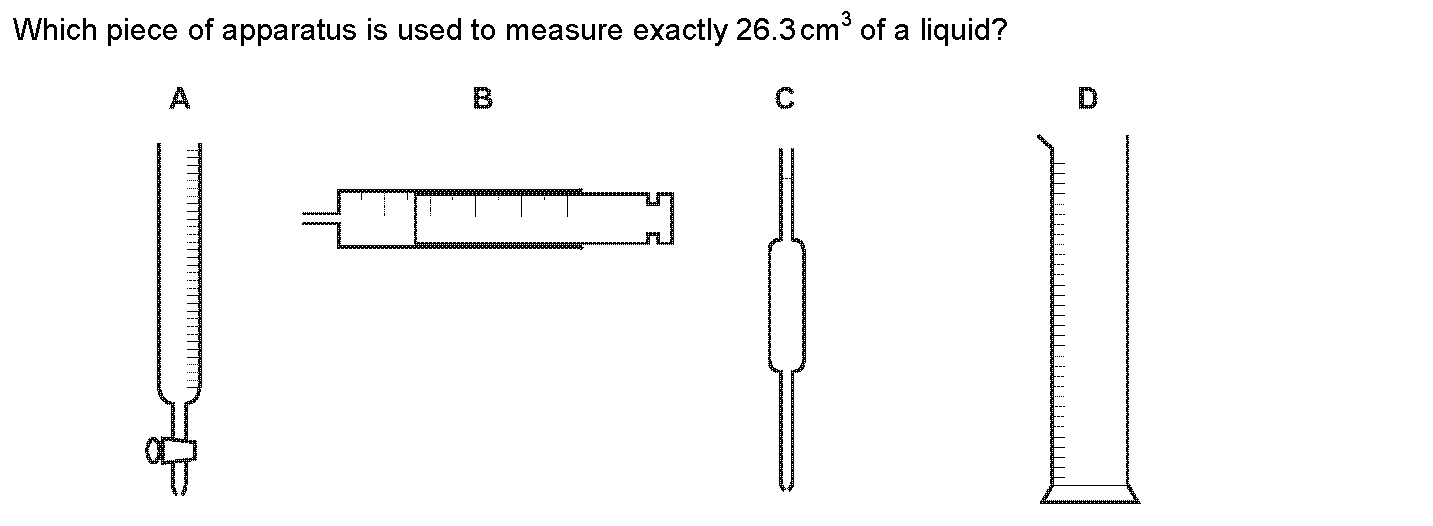 Which piece of apparatus is used to measure exactly 26.3 cm³ of a liquid?
A B C D